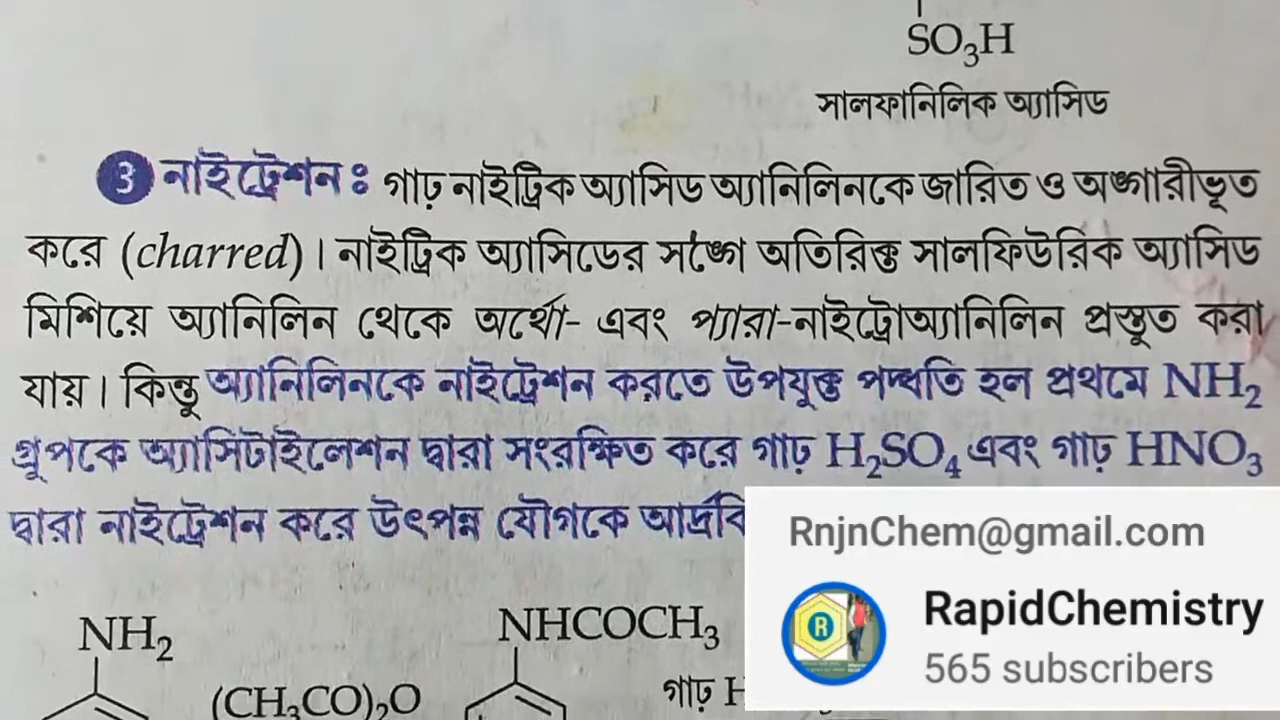 SO₃H
সালফানিলিক অ্যাসিড
3 নাইট্রেশন : গাঢ় নাইট্রিক অ্যাসিড অ্যানিলিনকে জারিত ও অঙ্গারীভূত
করে (charred) । নাইট্রিক অ্যাসিডের সঙ্গে অতিরিক্ত সালফিউরিক অ্যাসিড
মিশিয়ে অ্যানিলিন থেকে অর্থো- এবং প্যারা-নাইট্রোঅ্যানিলিন প্রস্তুত করা
যায়। কিন্তু অ্যানিলিনকে নাইট্রেশন করতে উপযুক্ত পদ্ধতি হল প্রথমে NH₂
গ্রুপকে অ্যাসিটাইলেশন দ্বারা সংরক্ষিত করে গাঢ় H₂SO₄ এবং গাঢ় HNO₃
দ্বারা নাইট্রেশন করে উৎপন্ন যৌগকে
RnjnChem@gmail.com
RapidChemistry
565 subscribers
NH₂
(CH₃CO)₂O
NHCOCH₃
গাঢ় H